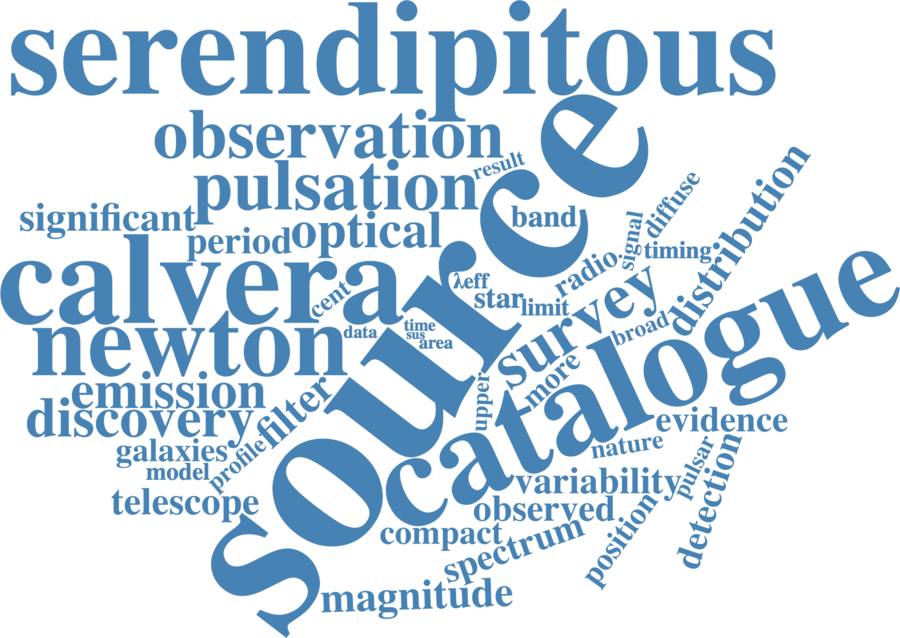 serendipitous
source
observation
result
pulsation
band
diffuse
distribution
significant
period
optical
signal
timing
calvera
cent
λeff
star
limit
radio
survey
broad
catalogue
newton
data
time
sus
area
more
upper
emission
discovery
filter
evidence
galaxies
profile
nature
model
pulsar
telescope
variability
detection
observed
position
compact
spectrum
magnitude